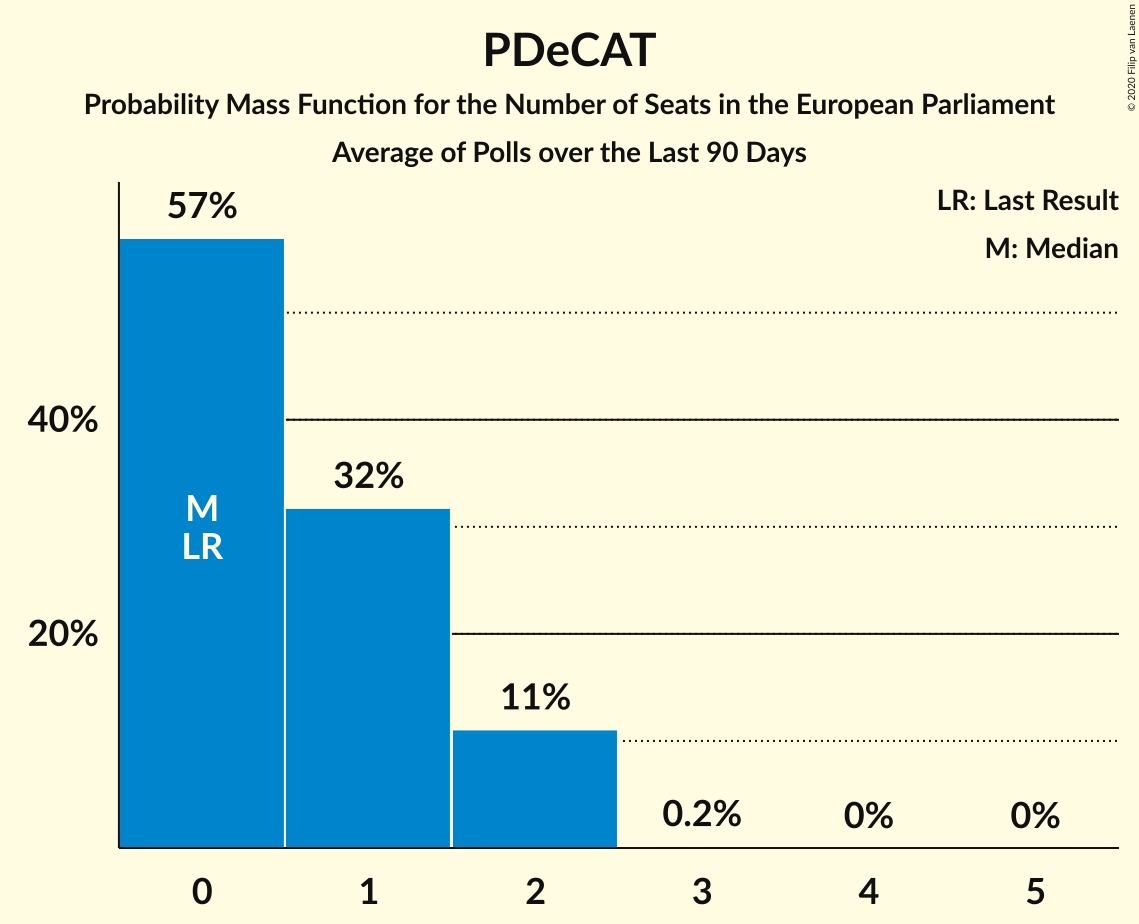 PDeCAT
Probability Mass Function for the Number of Seats in the European Parliament
Average of Polls over the Last 90 Days
© 2020 Filip van Laenen
LR: Last Result
M: Median
57%
40%
32%
M
LR
20%
11%
0.2%
0%
0%
0
1
2
3
4
5